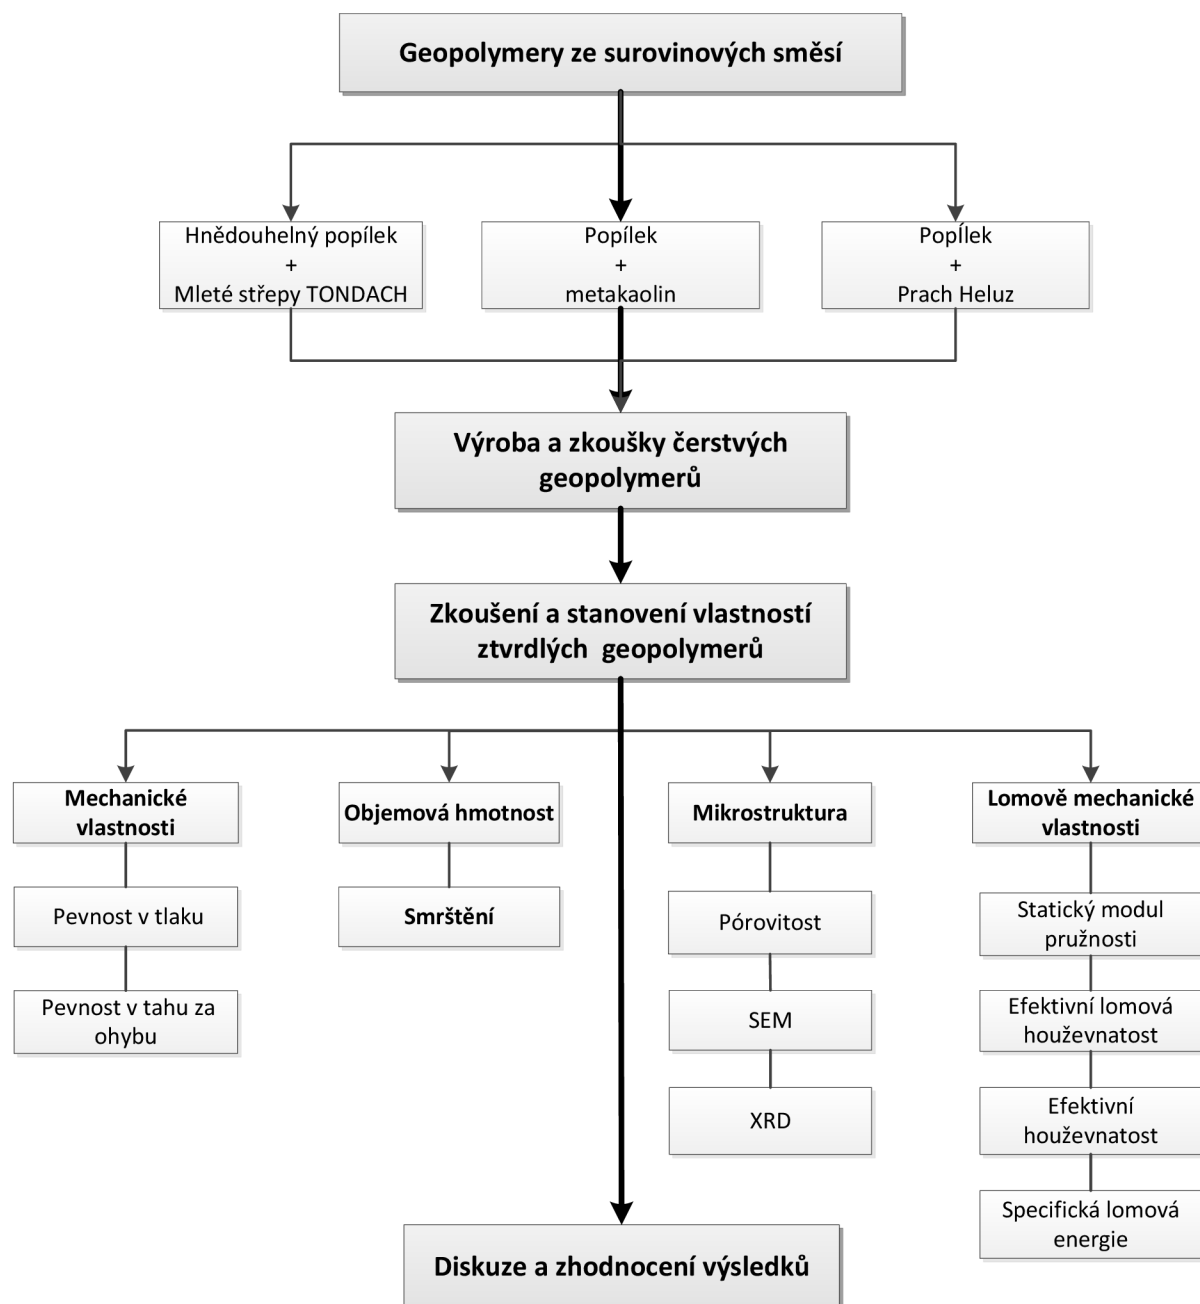 Geopolymery ze surovinových směsí
Hnědouhelný popílek
+
Mleté střepy TONDACH
Popílek
+
metakaolin
Popílek
+
Prach Heluz
Výroba a zkoušky čerstvých
geopolymerů
Zkoušení a stanovení vlastností
ztvrdlých geopolymerů
Mechanické
vlastnosti
Pevnost v tlaku
Pevnost v tahu za
ohybu
Objemová hmotnost
Smrštění
Mikrostruktura
Pórovitost
SEM
XRD
Lomově mechanické
vlastnosti
Statický modul
pružnosti
Efektivní lomová
houževnatost
Efektivní
houževnatost
Specifická lomová
energie
Diskuze a zhodnocení výsledků